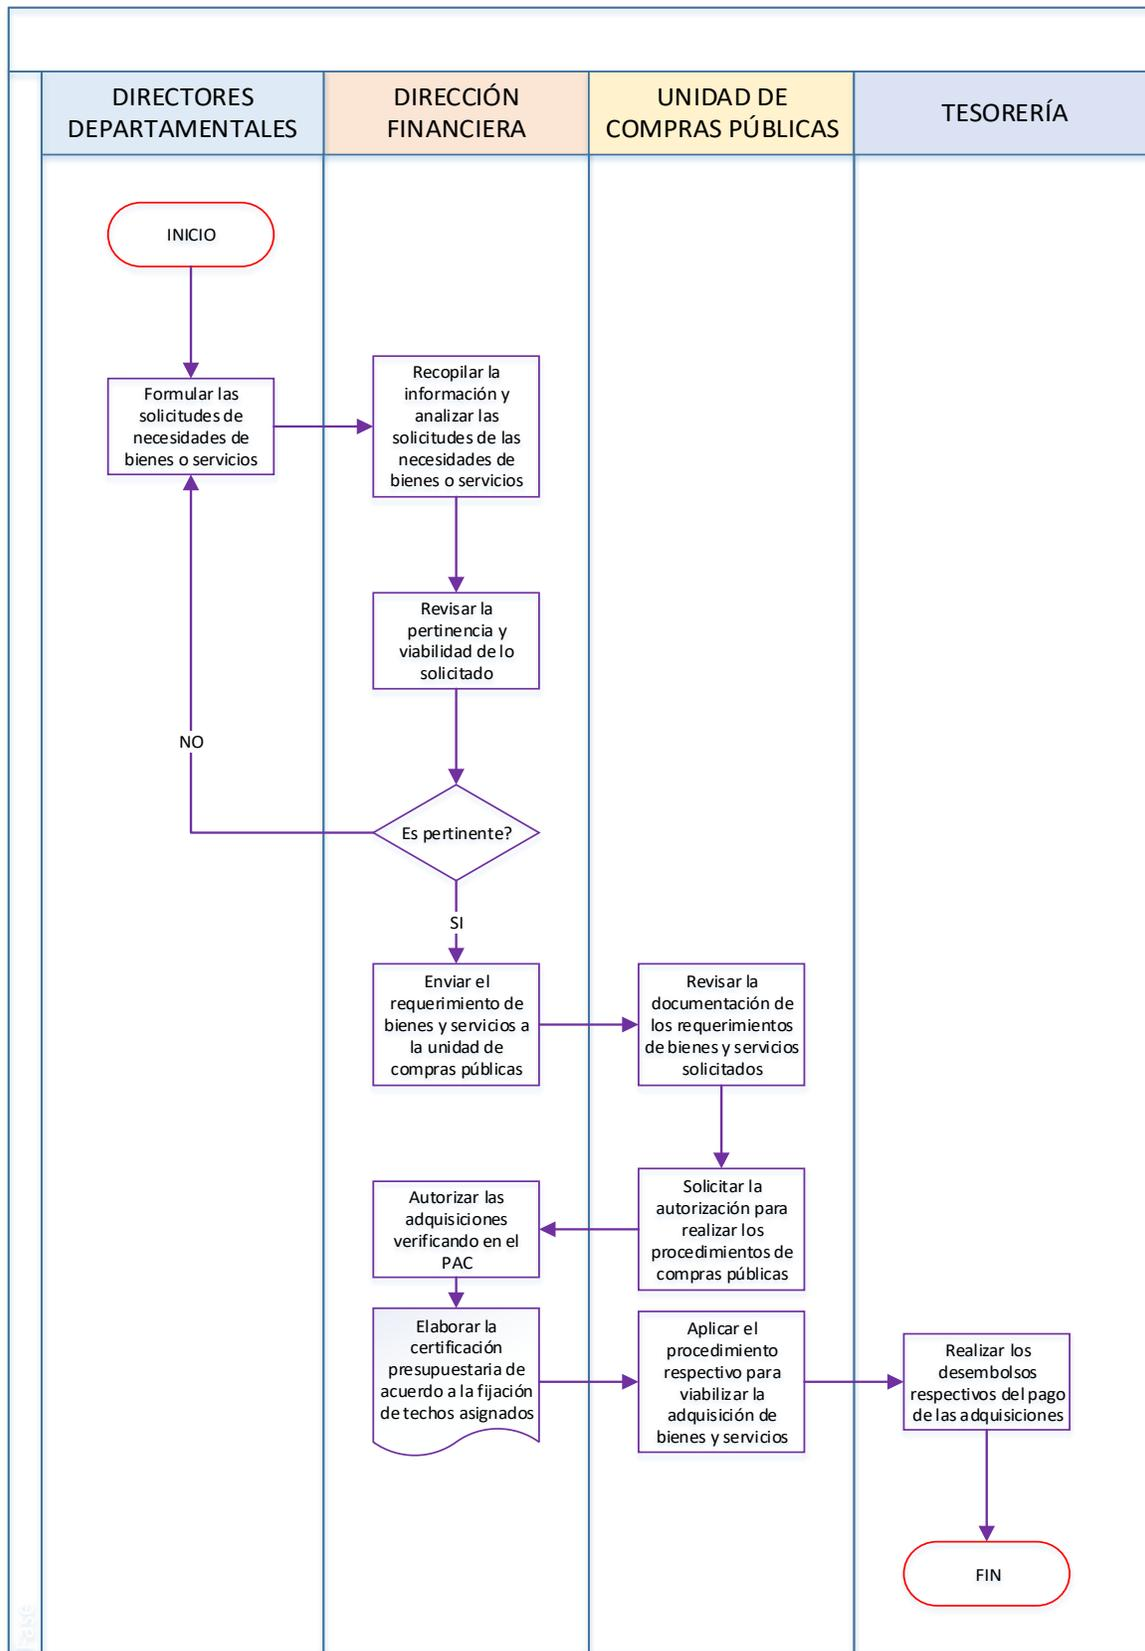 DIRECTORES
DEPARTAMENTALES
DIRECCIÓN
FINANCIERA
UNIDAD DE
COMPRAS PÚBLICAS
TESORERÍA
INICIO
Formular las
solicitudes de
necesidades de
bienes o servicios
Recopilar la
información y
analizar las
solicitudes de las
necesidades de
bienes o servicios
Revisar la
pertinencia y
viabilidad de lo
solicitado
NO
Es pertinente?
SI
Enviar el
requerimiento de
bienes y servicios a
la unidad de
compras públicas
Revisar la
documentación de
los requerimientos
de bienes y servicios
solicitados
Solicitar la
autorización para
realizar los
procedimientos de
compras públicas
Autorizar las
adquisiciones
verificando en el
PAC
Elaborar la
certificación
presupuestaria de
acuerdo a la fijación
de techos asignados
Aplicar el
procedimiento
respectivo para
viabilizar la
adquisición de
bienes y servicios
Realizar los
desembolsos
respectivos del pago
de las adquisiciones
FIN
Fase